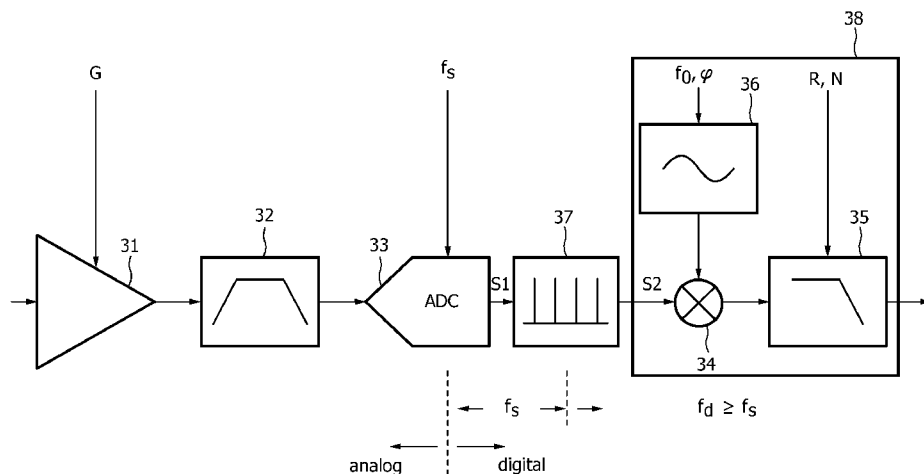 38
G
fs
f0, φ
36
R, N
31
32
33
37
35
ADC
S1
S2
34
fs
fd ≥ fs
analog
digital